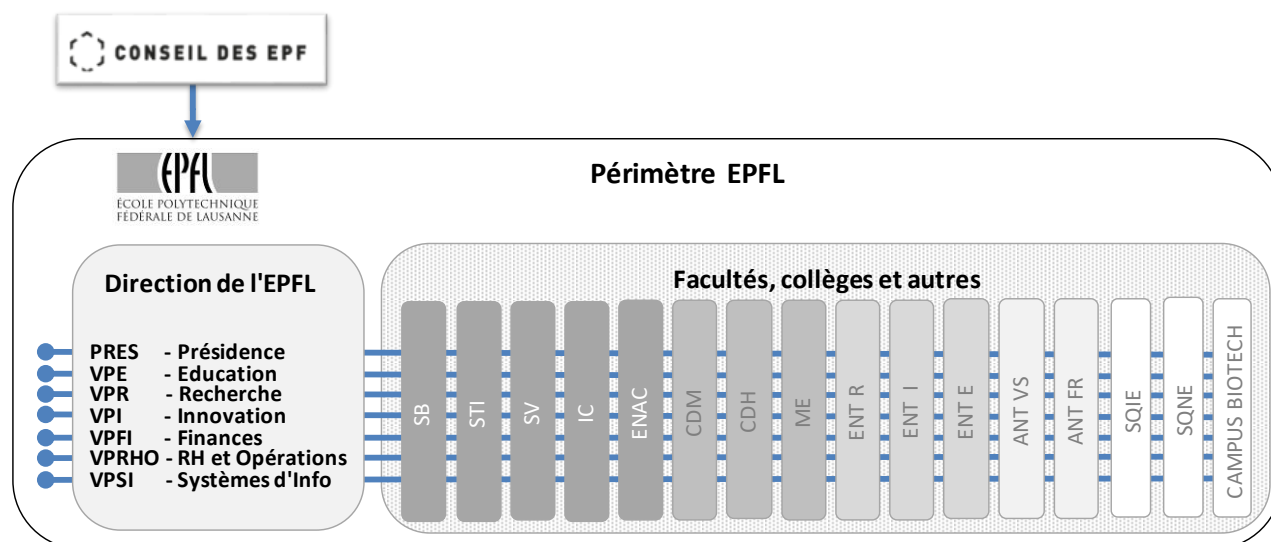 CONSEIL DES EPF
EPFL
ÉCOLE POLYTECHNIQUE
FÉDÉRALE DE LAUSANNE
Périmètre EPFL
Direction de l'EPFL
PRES - Présidence
VPE - Education
VPR - Recherche
VPI - Innovation
VPFI - Finances
VPRHO - RH et Opérations
VPSI - Systèmes d'Info
Facultés, collèges et autres
SB
STI
SV
IC
ENAC
CDM
CDH
ME
ENT R
ENT I
ENT E
ANT VS
ANT FR
SQIE
SQNE
CAMPUS BIOTECH